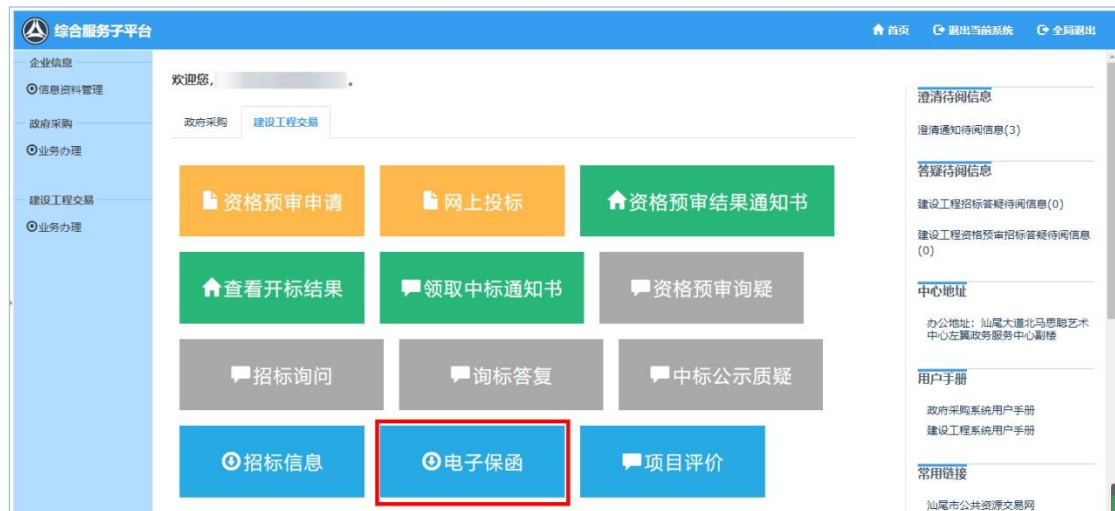 综合服务子平台
首页 退出当前系统 全局退出
企业信息
信息资料管理
政府采购
业务办理
建设工程交易
业务办理
欢迎您, 。
政府采购 建设工程交易
资格预审申请 网上投标 资格预审结果通知书
查看开标结果 领取中标通知书 资格预审询疑
招标询问 询标答复 中标公示质疑
招标信息 电子保函 项目评价
澄清待阅信息
澄清通知待阅信息(3)
答疑待阅信息
建设工程招标答疑待阅信息(0)
建设工程资格预审招标答疑待阅信息
(0)
中心地址
办公地址：汕尾大道北马思聪艺术
中心左翼政务服务中心副楼
用户手册
政府采购系统用户手册
建设工程系统用户手册
常用链接
汕尾市公共资源交易网